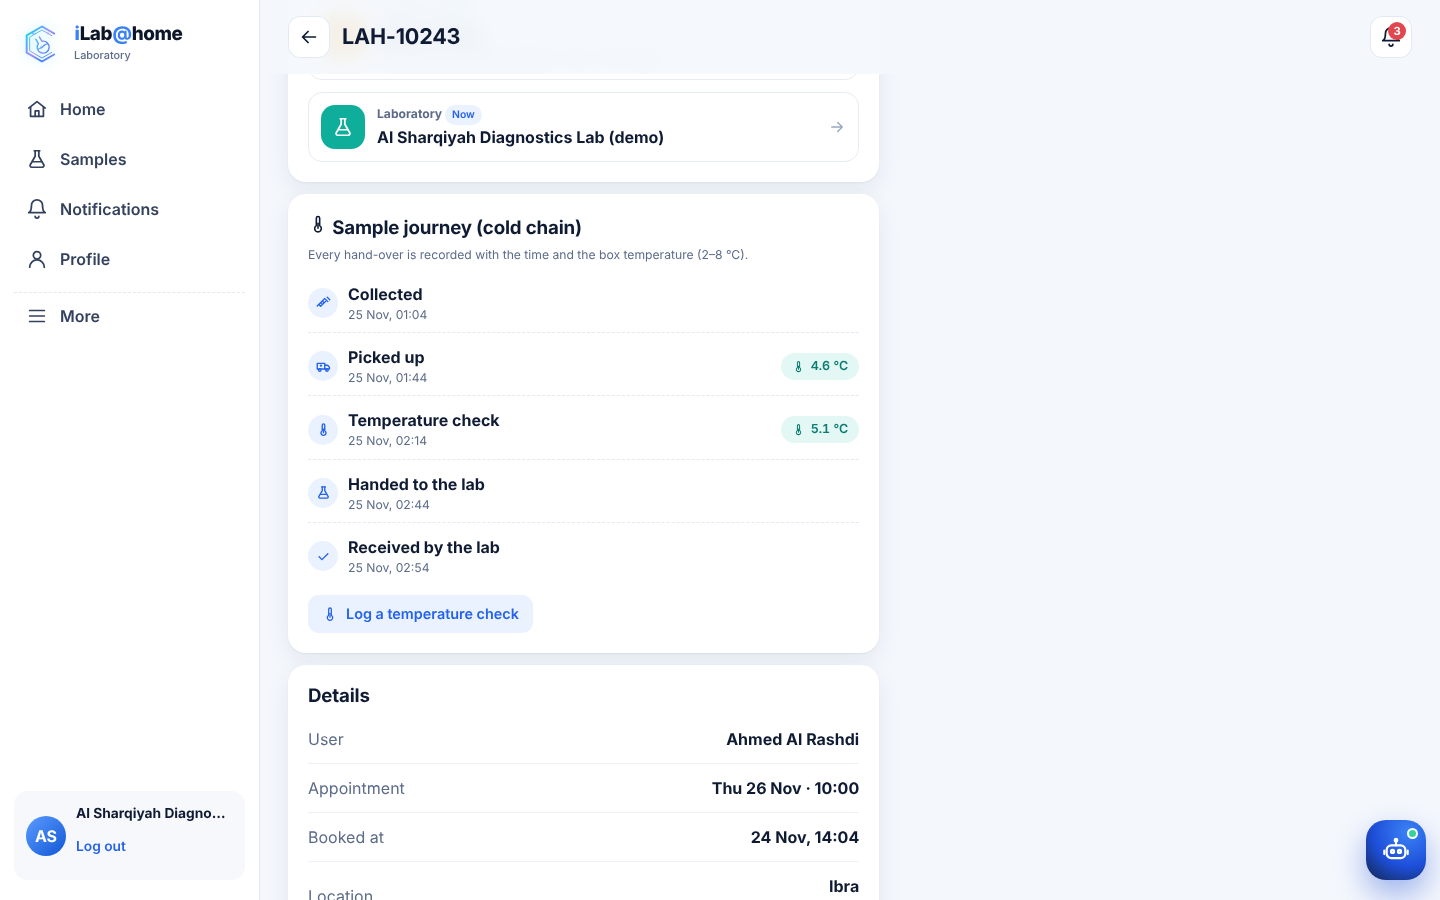 iLab@home
Laboratory
Home
Samples
Notifications
Profile
More
Al Sharqiyah Diagno...
AS
Log out
LAH-10243
3
Laboratory Now
Al Sharqiyah Diagnostics Lab (demo)
Sample journey (cold chain)
Every hand-over is recorded with the time and the box temperature (2–8 °C).
Collected
25 Nov, 01:04
Picked up
25 Nov, 01:44
4.6 °C
Temperature check
25 Nov, 02:14
5.1 °C
Handed to the lab
25 Nov, 02:44
Received by the lab
25 Nov, 02:54
Log a temperature check
Details
User Ahmed Al Rashdi
Appointment Thu 26 Nov · 10:00
Booked at 24 Nov, 14:04
Location Ibra